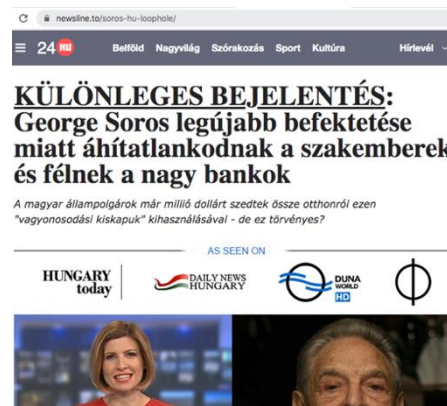 newsline.to/soros-hu-loophole/
24 HU Belföld Nagyvilág Szórakozás Sport Kultúra Hírlevél
KÜLÖNLEGES BEJELENTÉS:
George Soros legújabb befektetése
miatt áhítatlankodnak a szakemberek
és félnek a nagy bankok
A magyar állampolgárok már millió dollárt szedtek össze otthonról ezen
"vagyonosodási kiskapuk" kihasználásával - de ez törvényes?
AS SEEN ON
HUNGARY
today
DAILY NEWS
HUNGARY
DUNA
WORLD
HD